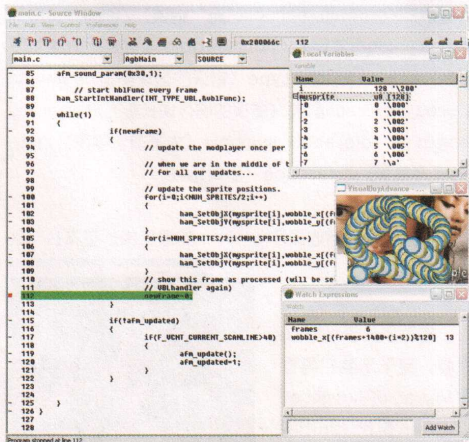 main.c - Source Window
File Run View Control Preferences Help
0x200066c 112
main.c AgbMain SOURCE
85 afm_sound_param(0x30,1);
86
87 // start hblFunc every frame
88 ham_StartIntHandler(INT_TYPE_VBL,&vblFunc);
89
90 while(1)
91 {
92 if(newframe)
93 {
94 // update the modplayer once per
95
96 // when we are in the middle of t
97 // for all our updates...
98
99 // update the sprite positions.
100 for(i=0;i<NUM_SPRITES/2;i++)
101 {
102 ham_SetObjX(mysprite[i],wobble_x[(f
103 ham_SetObjY(mysprite[i],wobble_y[(f
104 }
105 for(i=NUM_SPRITES/2;i<NUM_SPRITES;i++)
106 {
107 ham_SetObjX(mysprite[i],wobble_x[(f
108 ham_SetObjY(mysprite[i],wobble_y[(f
109 }
110 // show this frame as processed (will be se
111 // VBLhandler again)
112 newframe=0;
113 }
114
115 if(!afm_updated)
116 {
117 if(F_VCNT_CURRENT_SCANLINE>40)
118 {
119 afm_update();
120 afm_updated=1;
121 }
122 }
123
124
125 }
126 }
127
128
Program stopped at line 112
Local Variables
Variable
Name Value
i 128 '\200'
mysprite u8 [128]
0 0 '\000'
1 1 '\001'
2 2 '\002'
3 3 '\003'
4 4 '\004'
5 5 '\005'
6 6 '\006'
7 7 '\a'
VisualBoyAdvance - ...
Watch Expressions
Watch
Name Value
frames 6
wobble_x[(frames*1400+(i*2))%120] 13
Add Watch